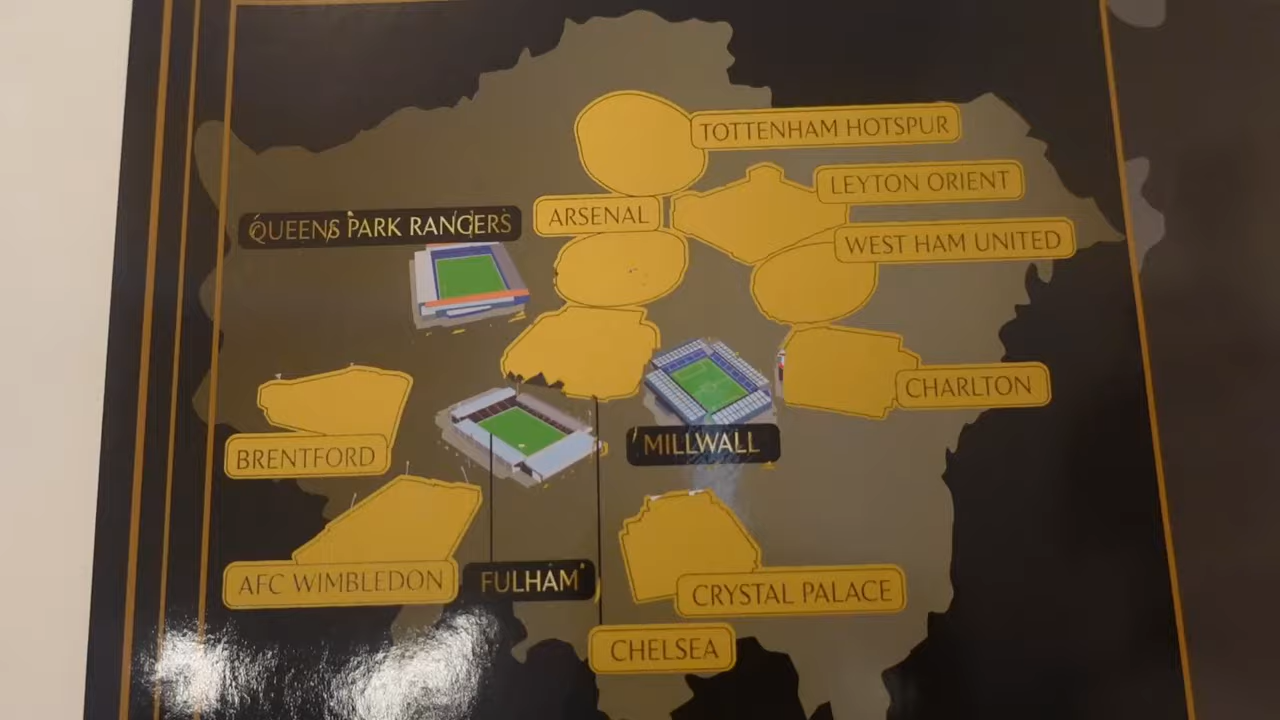 TOTTENHAM HOTSPUR
LEYTON ORIENT
ARSENAL
QUEENS PARK RANGERS
WEST HAM UNITED
CHARLTON
MILLWALL
BRENTFORD
AFC WIMBLEDON
FULHAM
CRYSTAL PALACE
CHELSEA